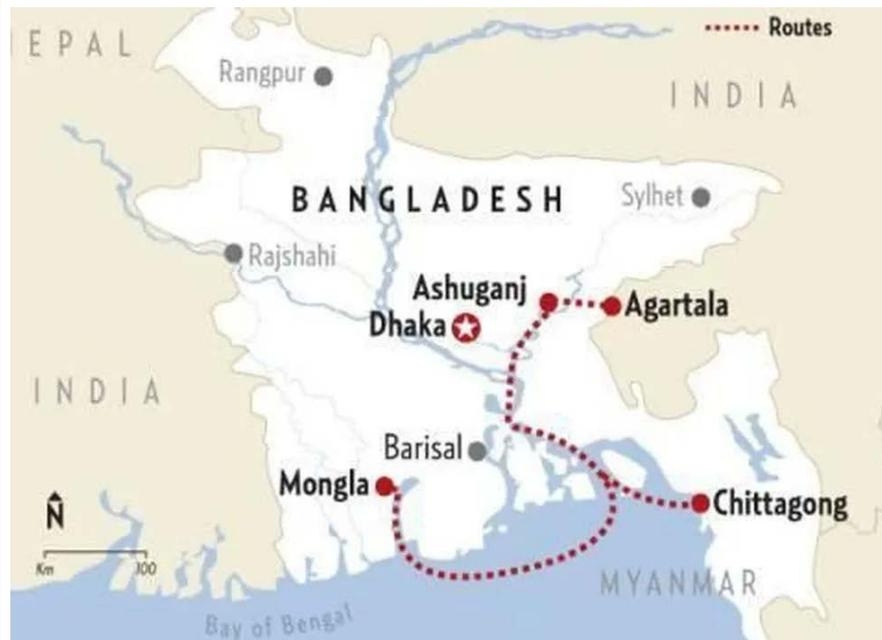 EPAL
Routes
Rangpur
INDIA
BANGLADESH
Sylhet
Rajshahi
Ashuganj
Agartala
Dhaka
INDIA
Barisal
Mongla
Chittagong
N
Km 100
MYANMAR
Bay of Bengal